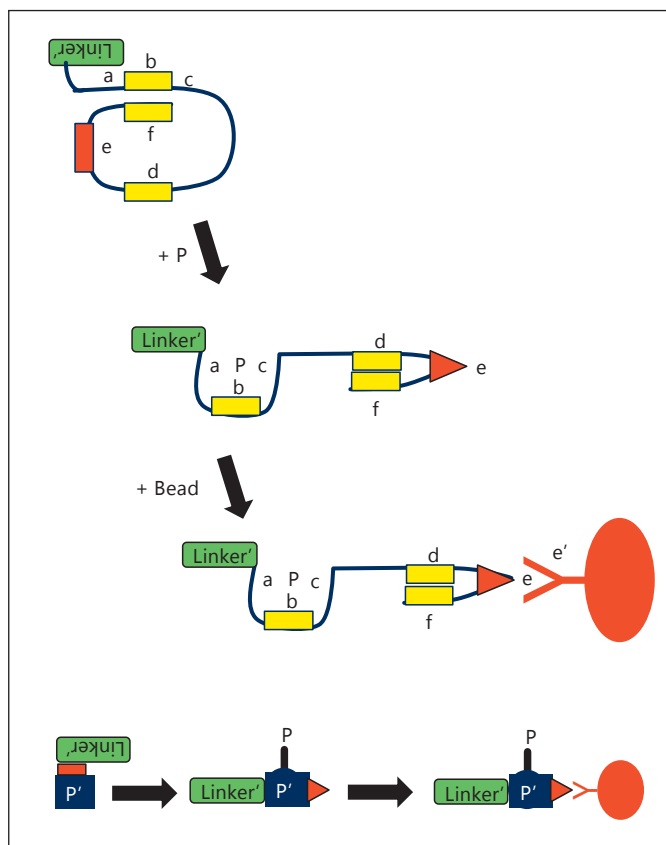 Linker'
a b c
f
e
d
+ P
Linker'
a P c
b
d
e
f
+ Bead
Linker'
a P c
b
d
e
e'
f
Linker'
P'
P
Linker' P'
P
Linker' P'